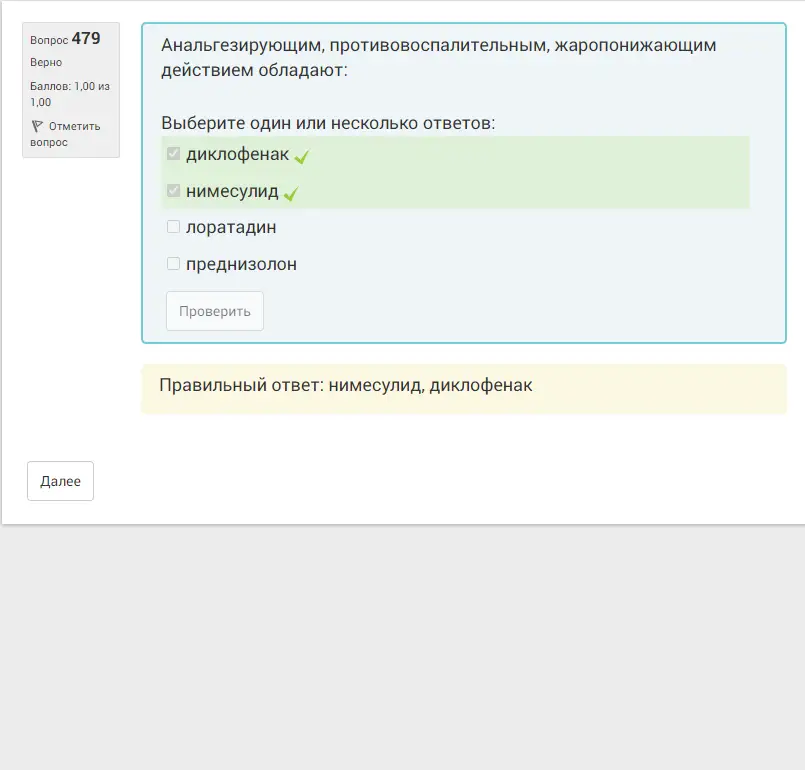 Вопрос 479
Верно
Баллов: 1,00 из
1,00
Отметить
вопрос
Анальгезирующим, противовоспалительным, жаропонижающим
действием обладают:
Выберите один или несколько ответов:
диклофенак
нимесулид
лоратадин
преднизолон
Проверить
Правильный ответ: нимесулид, диклофенак
Далее